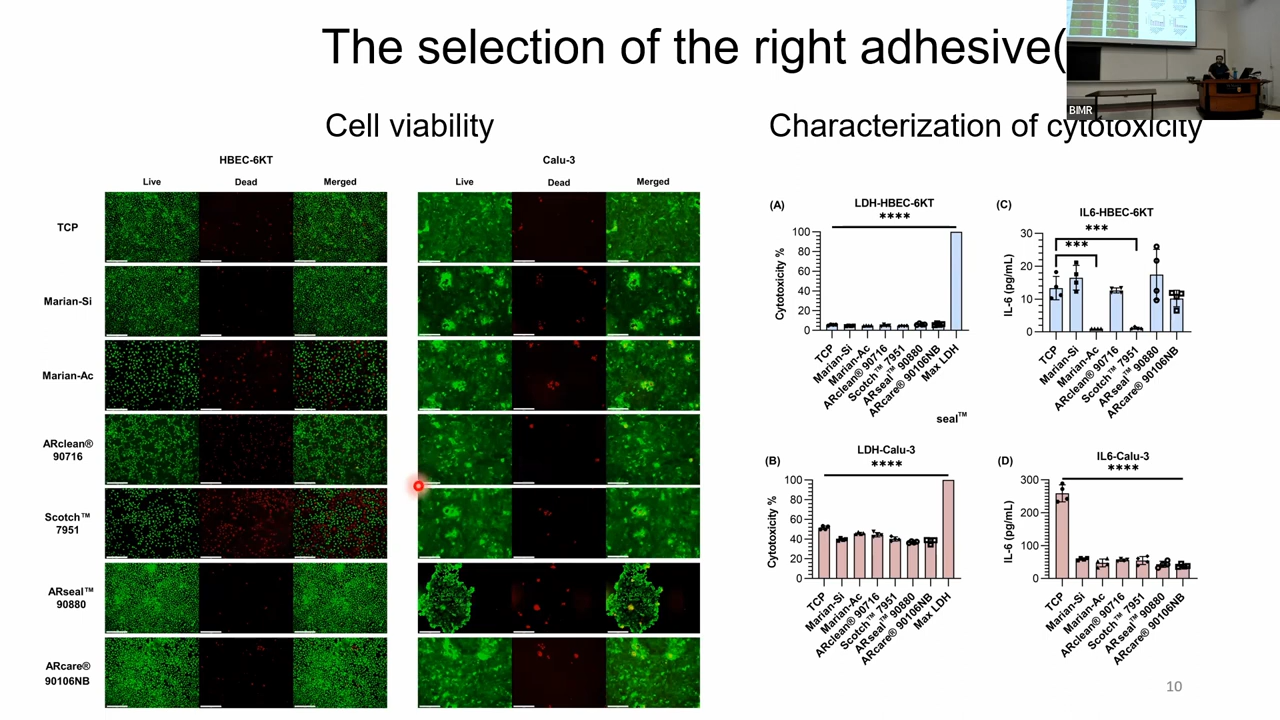 The selection of the right adhesive(
BIMR
Cell viability
Characterization of cytotoxicity
HBEC-6KT
Calu-3
Live
Dead
Merged
Live
Dead
Merged
TCP
Marian-Si
Marian-Ac
ARclean®
90716
Scotch™
7951
ARseal™
90880
ARcare®
90106NB
(A)
LDH-HBEC-6KT
****
Cytotoxicity %
100
80
60
40
20
0
TCP
Marian-Si
Marian-Ac
ARclean® 90716
Scotch™ 7951
ARseal™ 90880
ARcare® 90106NB
Max LDH
(C)
IL6-HBEC-6KT
***
***
IL-6 (pg/mL)
30
20
10
0
TCP
Marian-Si
Marian-Ac
ARclean® 90716
Scotch™ 7951
ARseal™ 90880
ARcare® 90106NB
seal™
(B)
LDH-Calu-3
****
Cytotoxicity %
100
80
60
40
20
0
TCP
Marian-Si
Marian-Ac
ARclean® 90716
Scotch™ 7951
ARseal™ 90880
ARcare® 90106NB
Max LDH
(D)
IL6-Calu-3
****
IL-6 (pg/mL)
300
200
100
0
TCP
Marian-Si
Marian-Ac
ARclean® 90716
Scotch™ 7951
ARseal™ 90880
ARcare® 90106NB
10